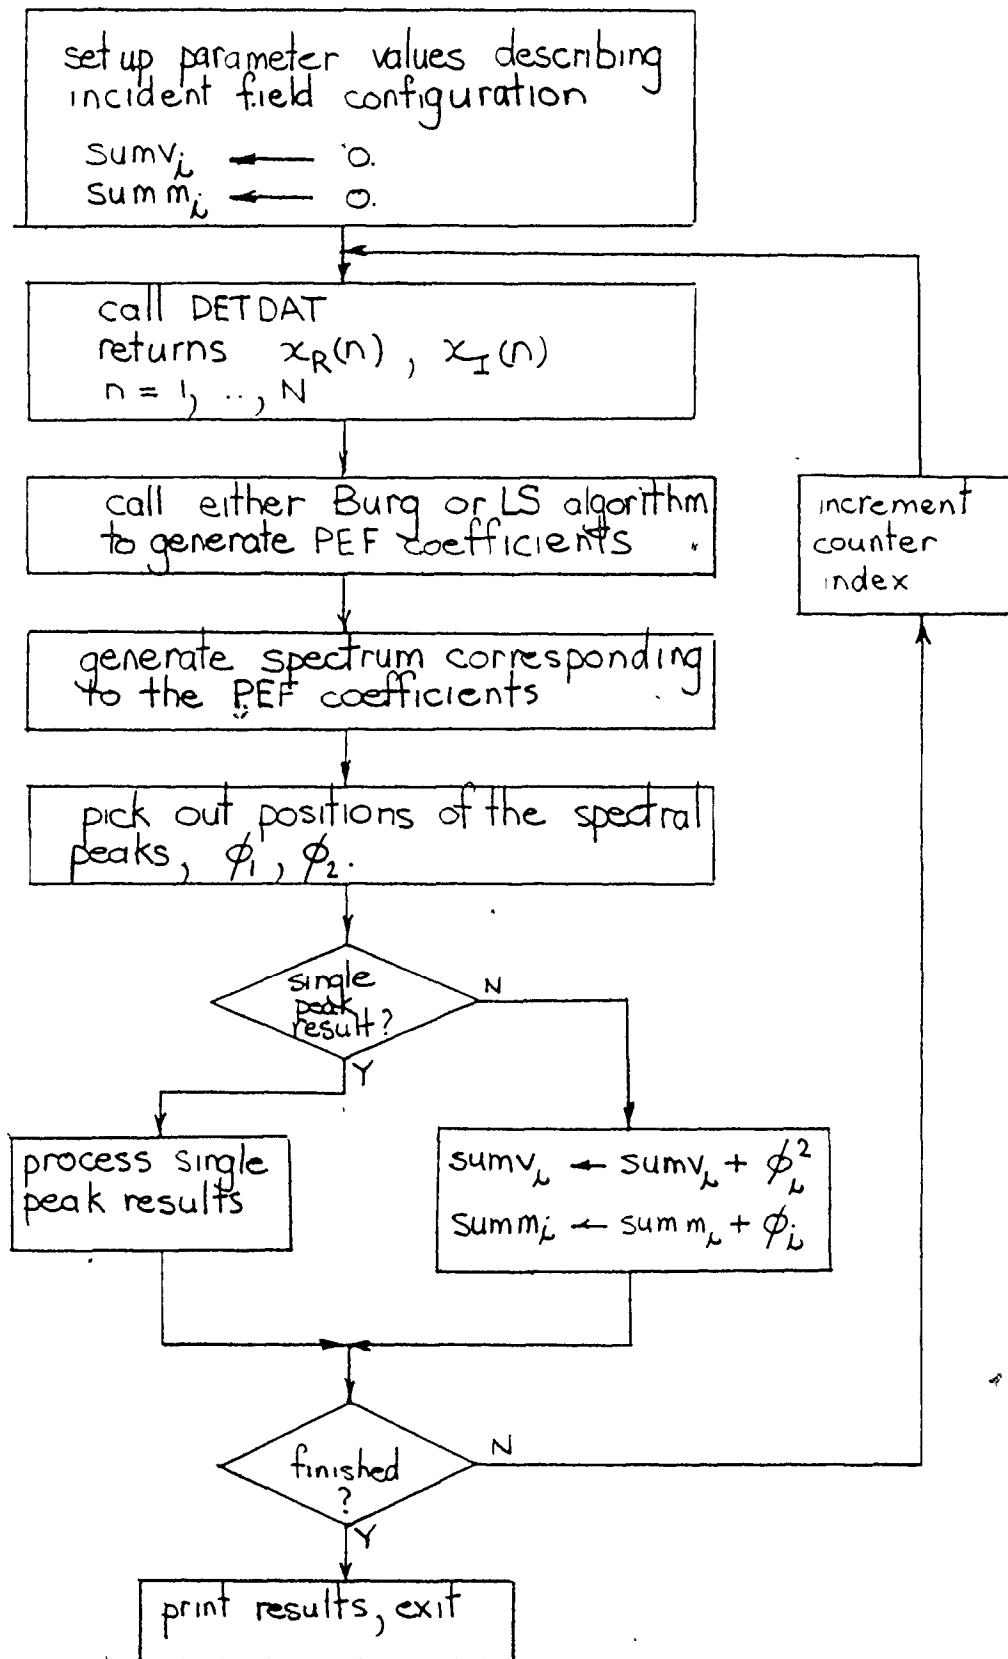 set up parameter values describing
incident field configuration
sumv_i ← 0.
summ_i ← 0.
call DETDAT
returns x_R(n), x_I(n)
n = 1, .., N
call either Burg or LS algorithm
to generate PEF coefficients
increment
counter
index
generate spectrum corresponding
to the PEF coefficients
pick out positions of the spectral
peaks, ϕ_1, ϕ_2.
single
peak
result?
N
Y
process single
peak results
sumv_i ← sumv_i + ϕ_i^2
summ_i ← summ_i + ϕ_i
finished
?
N
Y
print results, exit